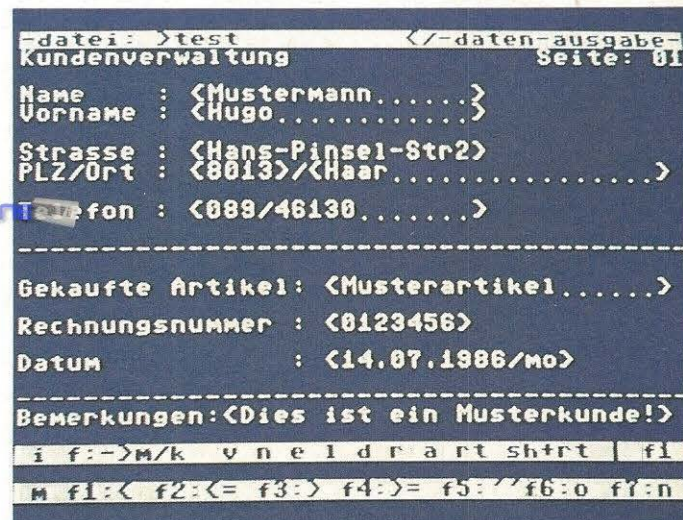 -datei: >test </-daten-ausgabe-
Kundenverwaltung Seite: 01
Name : <Mustermann......>
Vorname : <Hugo............>
Strasse : <Hans-Pinsel-Str2>
PLZ/Ort : <8013>/<Haar.................>
fon : <089/46130.......>
Gekaufte Artikel: <Musterartikel......>
Rechnungsnummer : <0123456>
Datum : <14.07.1986/mo>
Bemerkungen:<Dies ist ein Musterkunde!>
i f:->m/k v n e l d r a r t sh+rt | f1
m f1:< f2:<= f3:> f4:>= f5:'' f6:o f7:n